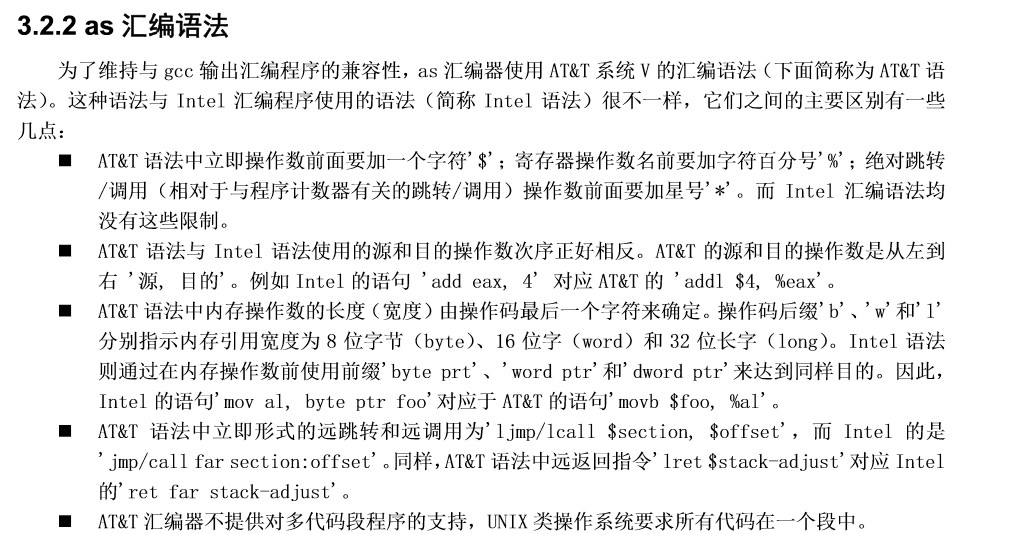 3.2.2 as 汇编语法
为了维持与 gcc 输出汇编程序的兼容性，as 汇编器使用 AT&T 系统 V 的汇编语法（下面简称为 AT&T 语
法）。这种语法与 Intel 汇编程序使用的语法（简称 Intel 语法）很不一样，它们之间的主要区别有一些
几点：
■ AT&T 语法中立即操作数前面要加一个字符'$'；寄存器操作数名前要加字符百分号'%'；绝对跳转
/调用（相对于与程序计数器有关的跳转/调用）操作数前面要加星号'*'。而 Intel 汇编语法均
没有这些限制。
■ AT&T 语法与 Intel 语法使用的源和目的操作数次序正好相反。AT&T 的源和目的操作数是从左到
右 '源, 目的'。例如 Intel 的语句 'add eax, 4' 对应 AT&T 的 'addl $4, %eax'。
■ AT&T 语法中内存操作数的长度（宽度）由操作码最后一个字符来确定。操作码后缀'b'、'w'和'l'
分别指示内存引用宽度为 8 位字节（byte）、16 位字（word）和 32 位长字（long）。Intel 语法
则通过在内存操作数前使用前缀'byte prt'、'word ptr'和'dword ptr'来达到同样目的。因此，
Intel 的语句'mov al, byte ptr foo'对应于 AT&T 的语句'movb $foo, %al'。
■ AT&T 语法中立即形式的远跳转和远调用为'ljmp/lcall $section, $offset'，而 Intel 的是
'jmp/call far section:offset'。同样，AT&T 语法中远返回指令'lret $stack-adjust'对应 Intel
的'ret far stack-adjust'。
■ AT&T 汇编器不提供对多代码段程序的支持，UNIX 类操作系统要求所有代码在一个段中。